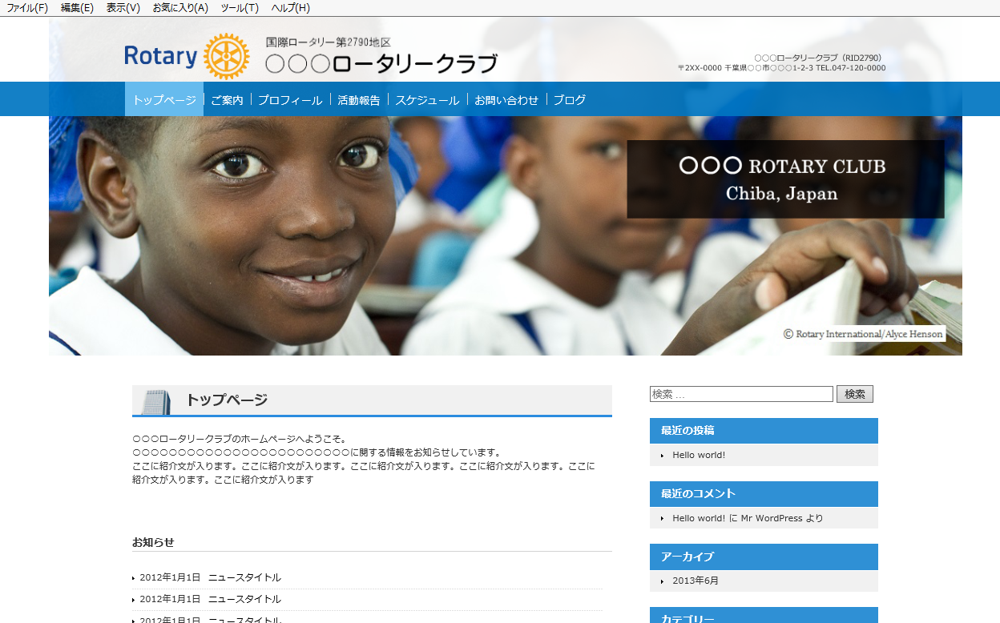 ファイル(F) 編集(E) 表示(V) お気に入り(A) ツール(T) ヘルプ(H)
Rotary
国際ロータリー第2790地区
○○○ロータリークラブ
○○○ロータリークラブ（RID2790）
〒2XX-0000 千葉県○○市○○○1-2-3 TEL.047-120-0000
トップページ ご案内 プロフィール 活動報告 スケジュール お問い合わせ ブログ
○○○ ROTARY CLUB
Chiba, Japan
© Rotary International/Alyce Henson
トップページ
○○○ロータリークラブのホームページへようこそ。
○○○○○○○○○○○○○○○○○○○○○○○○に関する情報をお知らせしています。
ここに紹介文が入ります。ここに紹介文が入ります。ここに紹介文が入ります。ここに紹介文が入ります。ここに
紹介文が入ります。ここに紹介文が入ります
お知らせ
2012年1月1日 ニュースタイトル
2012年1月1日 ニュースタイトル
2012年1月1日 ニュースタイトル
検索 ...
検索
最近の投稿
Hello world!
最近のコメント
Hello world! に Mr WordPress より
アーカイブ
2013年6月
カテゴリー